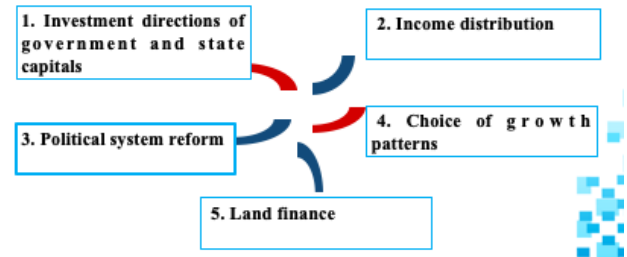 1. Investment directions of
government and state
capitals
2. Income distribution
3. Political system reform
4. Choice of growth
patterns
5. Land finance